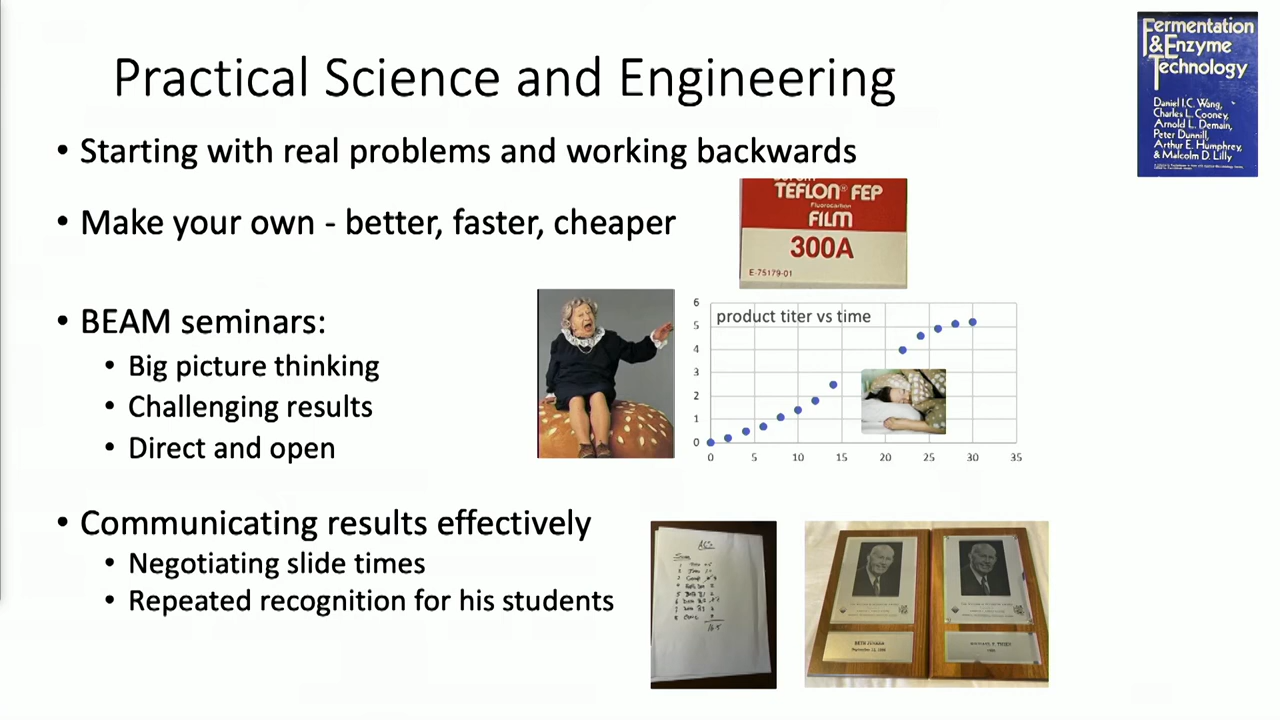 Practical Science and Engineering
Fermentation
& Enzyme
Technology
Daniel I.C. Wang,
Charles L. Cooney,
Arnold L. Demain,
Peter Dunnill,
Arthur E. Humphrey,
& Malcolm D. Lilly
• Starting with real problems and working backwards
• Make your own - better, faster, cheaper
TEFLON® FEP
Fluorocarbon
FILM
300A
E-75179-01
• BEAM seminars:
• Big picture thinking
• Challenging results
• Direct and open
product titer vs time
6
5
4
3
2
1
0
0 5 10 15 20 25 30 35
• Communicating results effectively
• Negotiating slide times
• Repeated recognition for his students